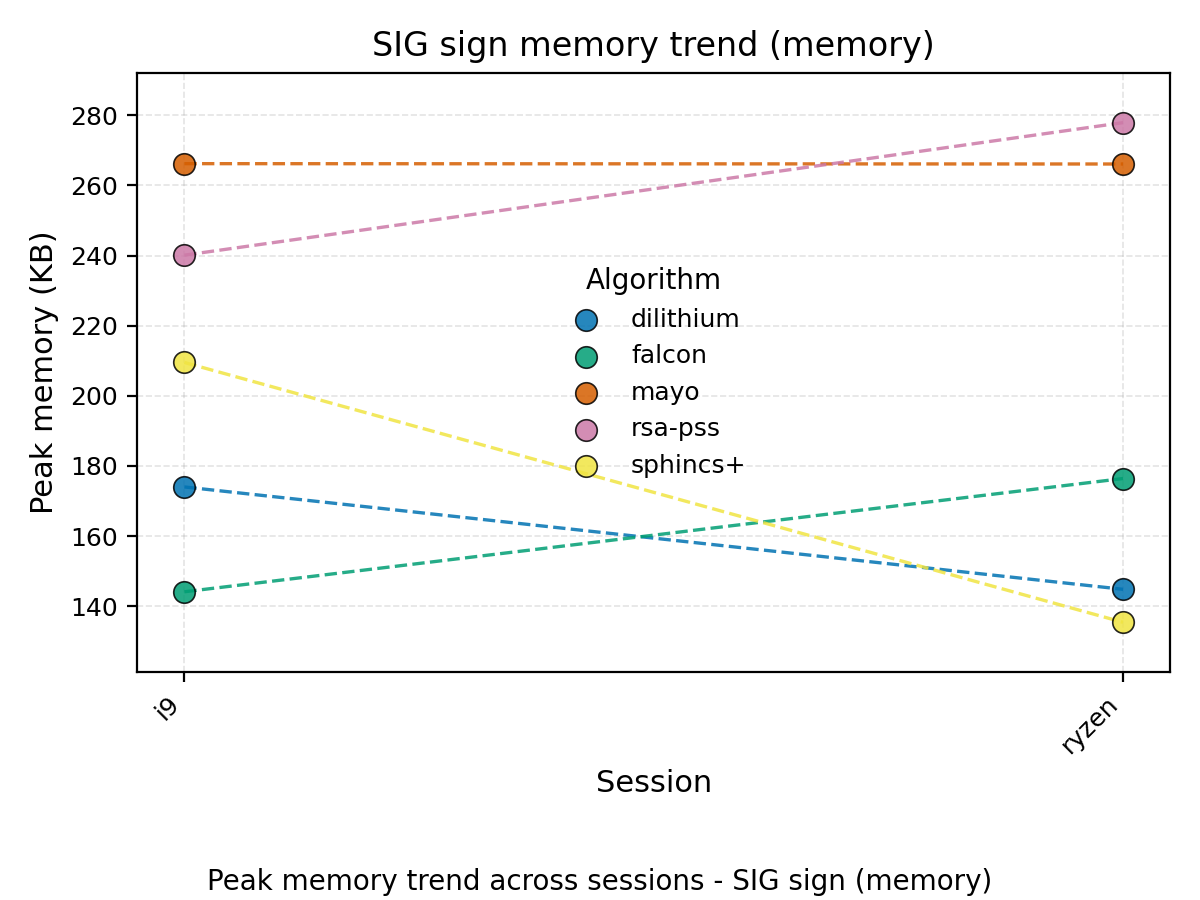 SIG sign memory trend (memory)
280
260
240
220
200
180
160
140
Peak memory (KB)
Algorithm
dilithium
falcon
mayo
rsa-pss
sphincs+
i9
ryzen
Session
Peak memory trend across sessions - SIG sign (memory)